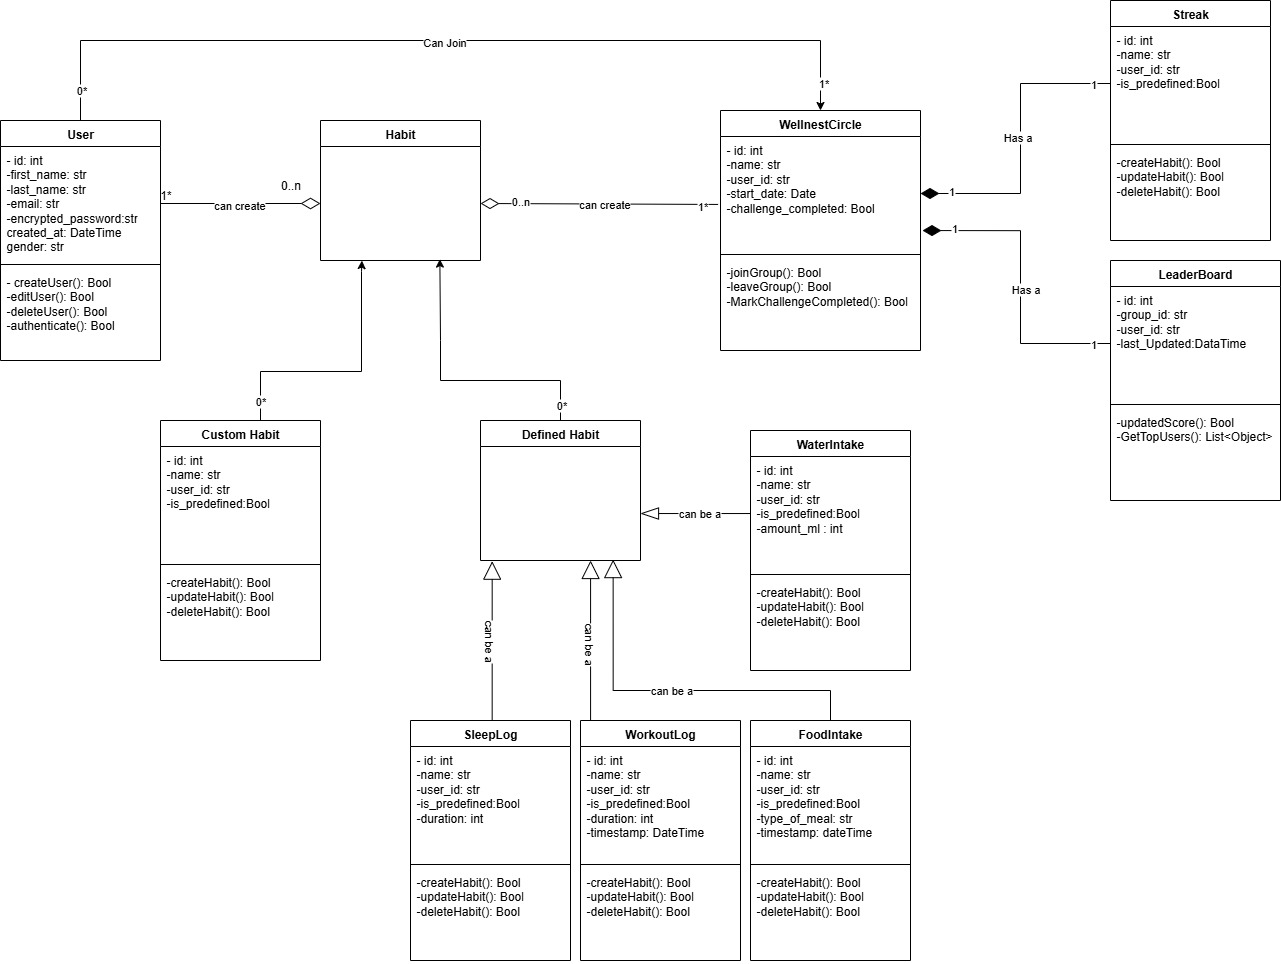 Streak
- id: int
-name: str
-user_id: str
-is_predefined:Bool
-createHabit(): Bool
-updateHabit(): Bool
-deleteHabit(): Bool
Can Join
0*
1*
1
Has a
User
- id: int
-first_name: str
-last_name: str
-email: str
-encrypted_password:str
created_at: DateTime
gender: str
- createUser(): Bool
-editUser(): Bool
-deleteUser(): Bool
-authenticate(): Bool
1*
can create
0..n
Habit
0..n
can create
1*
WellnestCircle
- id: int
-name: str
-user_id: str
-start_date: Date
-challenge_completed: Bool
-joinGroup(): Bool
-leaveGroup(): Bool
-MarkChallengeCompleted(): Bool
1
1
Has a
1
LeaderBoard
- id: int
-group_id: str
-user_id: str
-last_Updated:DataTime
-updatedScore(): Bool
-GetTopUsers(): List<Object>
0*
0*
Custom Habit
- id: int
-name: str
-user_id: str
-is_predefined:Bool
-createHabit(): Bool
-updateHabit(): Bool
-deleteHabit(): Bool
Defined Habit
can be a
WaterIntake
- id: int
-name: str
-user_id: str
-is_predefined:Bool
-amount_ml : int
-createHabit(): Bool
-updateHabit(): Bool
-deleteHabit(): Bool
can be a
can be a
can be a
SleepLog
- id: int
-name: str
-user_id: str
-is_predefined:Bool
-duration: int
-createHabit(): Bool
-updateHabit(): Bool
-deleteHabit(): Bool
WorkoutLog
- id: int
-name: str
-user_id: str
-is_predefined:Bool
-duration: int
-timestamp: DateTime
-createHabit(): Bool
-updateHabit(): Bool
-deleteHabit(): Bool
FoodIntake
- id: int
-name: str
-user_id: str
-is_predefined:Bool
-type_of_meal: str
-timestamp: dateTime
-createHabit(): Bool
-updateHabit(): Bool
-deleteHabit(): Bool